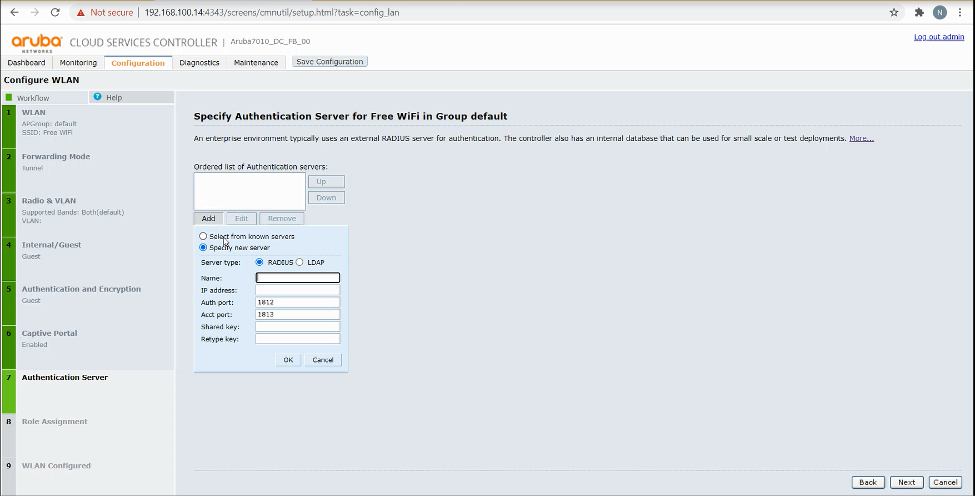 Not secure 192.168.100.14:4343/screens/cmnutil/setup.html?task=config_lan N
aruba NETWORKS CLOUD SERVICES CONTROLLER | Aruba7010_DC_FB_00 Log out admin
Dashboard Monitoring Configuration Diagnostics Maintenance Save Configuration
Configure WLAN
Workflow ? Help
1 WLAN
APGroup: default
SSID: Free WiFi
2 Forwarding Mode
Tunnel
3 Radio & VLAN
Supported Bands: Both(default)
VLAN:
4 Internal/Guest
Guest
5 Authentication and Encryption
Guest
6 Captive Portal
Enabled
7 Authentication Server
8 Role Assignment
9 WLAN Configured
Specify Authentication Server for Free WiFi in Group default
An enterprise environment typically uses an external RADIUS server for authentication. The controller also has an internal database that can be used for small scale or test deployments. More...
Ordered list of Authentication servers:
Up
Down
Add Edit Remove
Select from known servers
Specify new server
Server type: RADIUS LDAP
Name:
IP address:
Auth port: 1812
Acct port: 1813
Shared key:
Retype key:
OK Cancel
Back Next Cancel